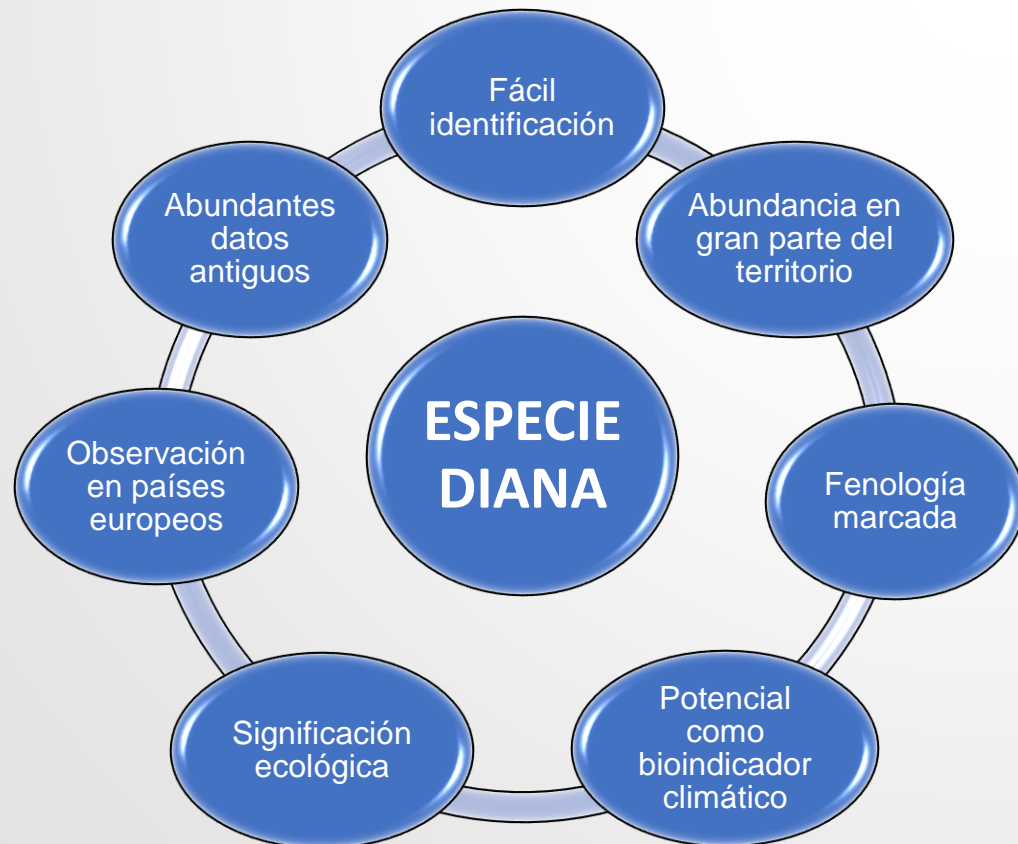 Fácil
identificación
Abundancia en
gran parte del
territorio
Fenología
marcada
Potencial
como
bioindicador
climático
Significación
ecológica
Observación
en países
europeos
Abundantes
datos
antiguos
ESPECIE
DIANA